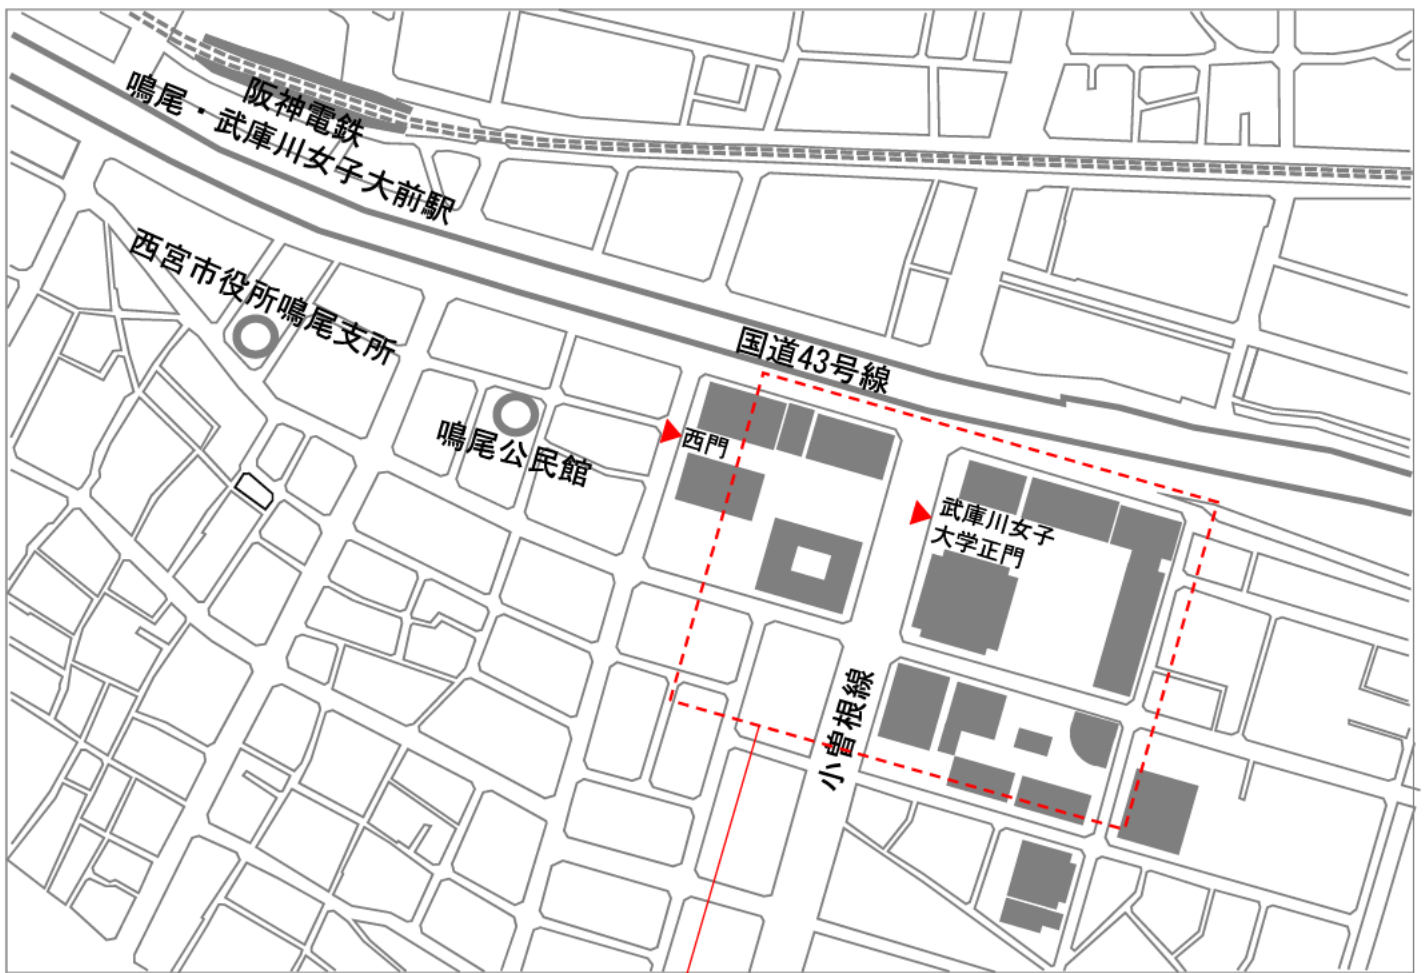 阪神電鉄
鳴尾・武庫川女子大前駅
西宮市役所鳴尾支所
国道43号線
鳴尾公民館
西門
武庫川女子
大学正門
小曽根線